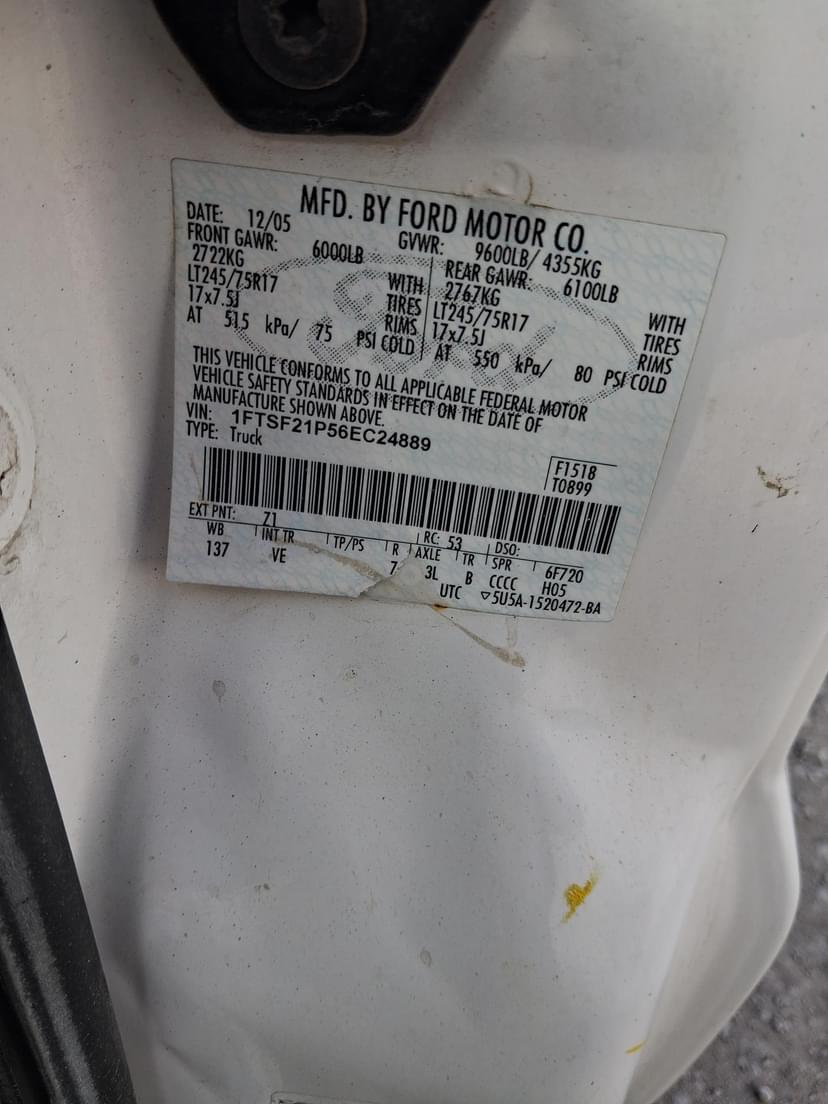 MFD. BY FORD MOTOR CO.
DATE: 12/05 GVWR: 9600LB/ 4355KG
FRONT GAWR: 6000LB REAR GAWR: 6100LB
2722KG WITH 2767KG WITH
LT245/75R17 TIRES LT245/75R17 TIRES
17x7.5J RIMS 17x7.5J RIMS
AT 515 kPa/ 75 PSI COLD AT 550 kPa/ 80 PSI COLD
THIS VEHICLE CONFORMS TO ALL APPLICABLE FEDERAL MOTOR
VEHICLE SAFETY STANDARDS IN EFFECT ON THE DATE OF
MANUFACTURE SHOWN ABOVE.
VIN: 1FTSF21P56EC24889
TYPE: Truck
F1518
T0899
EXT PNT: Z1 RC: 53 DSO:
WB INT TR TP/PS R AXLE TR SPR 6F720
137 VE 7 3L B CCCC H05
UTC ▽5U5A-1520472-BA
Ford